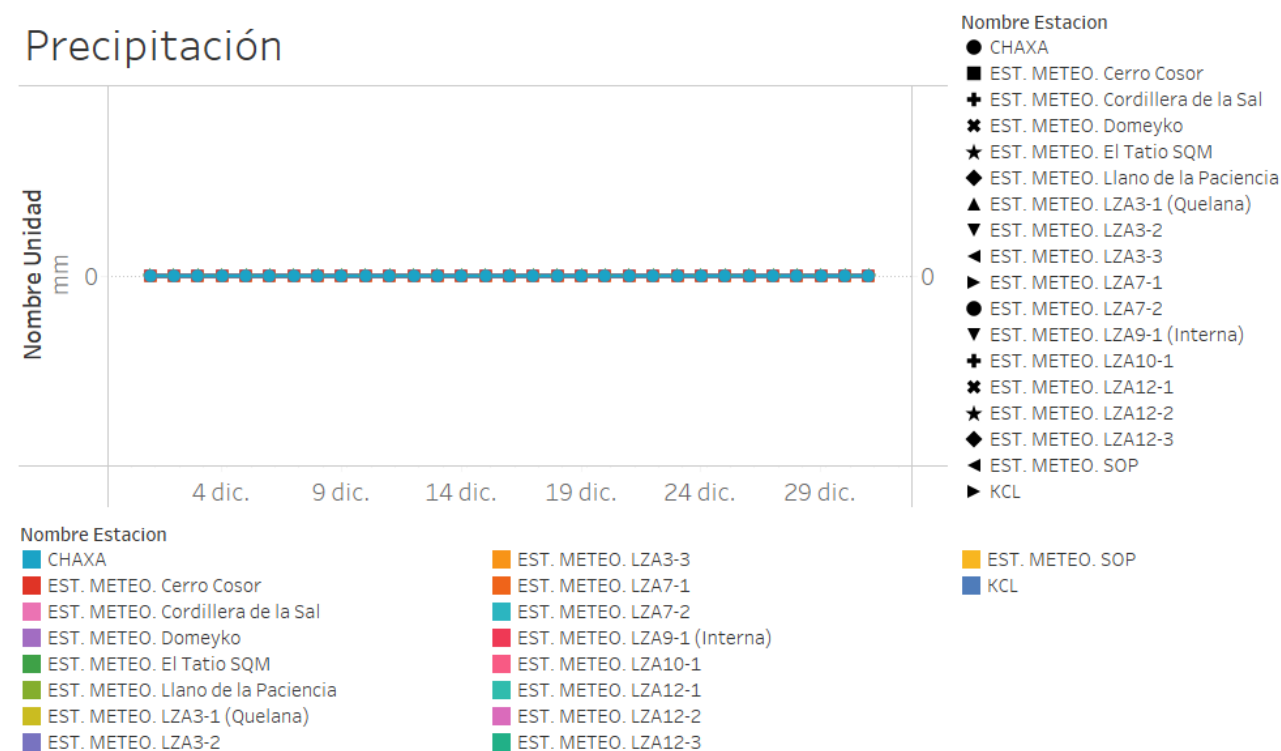 Precipitación
Nombre Unidad
mm
0
0
4 dic.
9 dic.
14 dic.
19 dic.
24 dic.
29 dic.
Nombre Estacion
CHAXA
EST. METEO. Cerro Cosor
EST. METEO. Cordillera de la Sal
EST. METEO. Domeyko
EST. METEO. El Tatio SQM
EST. METEO. Llano de la Paciencia
EST. METEO. LZA3-1 (Quelana)
EST. METEO. LZA3-2
EST. METEO. LZA3-3
EST. METEO. LZA7-1
EST. METEO. LZA7-2
EST. METEO. LZA9-1 (Interna)
EST. METEO. LZA10-1
EST. METEO. LZA12-1
EST. METEO. LZA12-2
EST. METEO. LZA12-3
EST. METEO. SOP
KCL
Nombre Estacion
CHAXA
EST. METEO. Cerro Cosor
EST. METEO. Cordillera de la Sal
EST. METEO. Domeyko
EST. METEO. El Tatio SQM
EST. METEO. Llano de la Paciencia
EST. METEO. LZA3-1 (Quelana)
EST. METEO. LZA3-2
EST. METEO. LZA3-3
EST. METEO. LZA7-1
EST. METEO. LZA7-2
EST. METEO. LZA9-1 (Interna)
EST. METEO. LZA10-1
EST. METEO. LZA12-1
EST. METEO. LZA12-2
EST. METEO. LZA12-3
EST. METEO. SOP
KCL